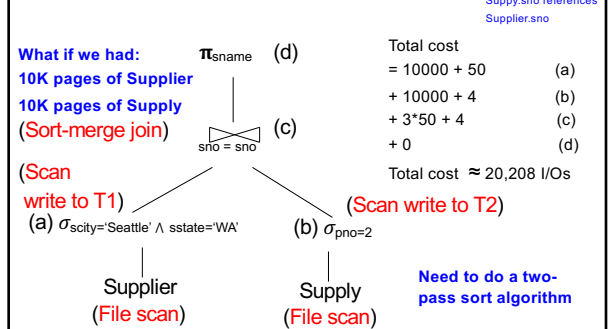 Suppy.sno references
Supplier.sno
What if we had:
10K pages of Supplier
10K pages of Supply
(Sort-merge join)
(Scan
write to T1)
πsname (d)
(c)
sno = sno
(Scan write to T2)
(a) σscity=‘Seattle’ ∧ sstate=‘WA’
(b) σpno=2
Supplier
(File scan)
Supply
(File scan)
Total cost
= 10000 + 50 (a)
+ 10000 + 4 (b)
+ 3*50 + 4 (c)
+ 0 (d)
Total cost ≈ 20,208 I/Os
Need to do a two-
pass sort algorithm